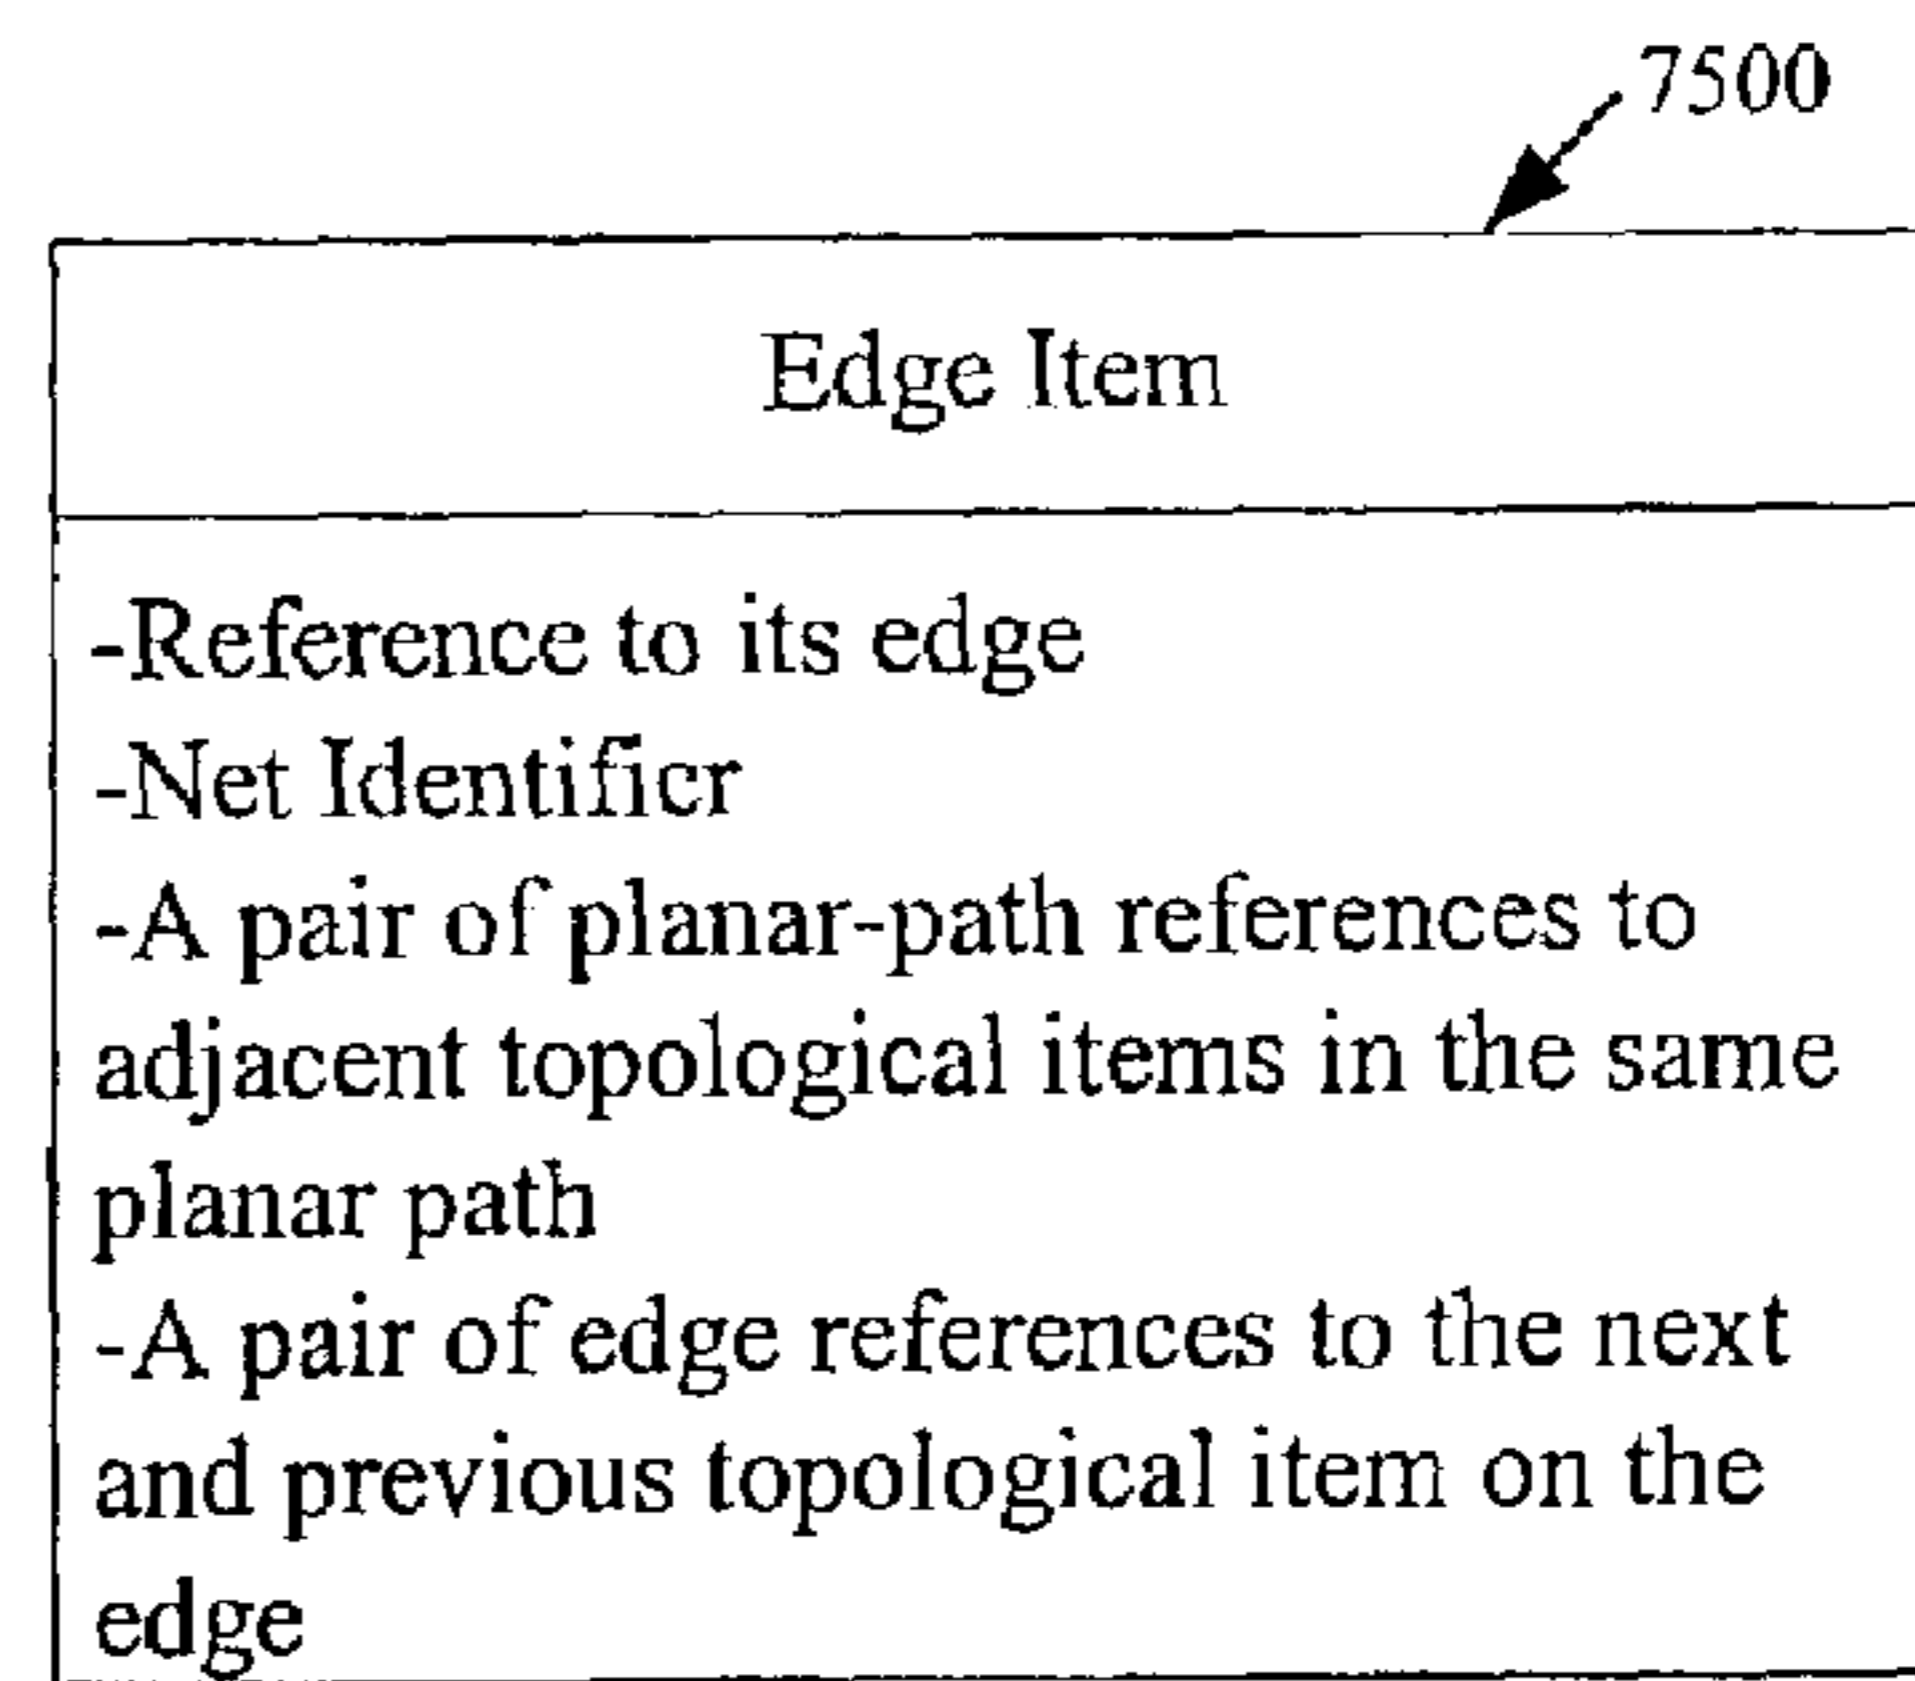 7500
Edge Item
-Reference to its edge
-Net Identifier
-A pair of planar-path references to
adjacent topological items in the same
planar path
-A pair of edge references to the next
and previous topological item on the
edge